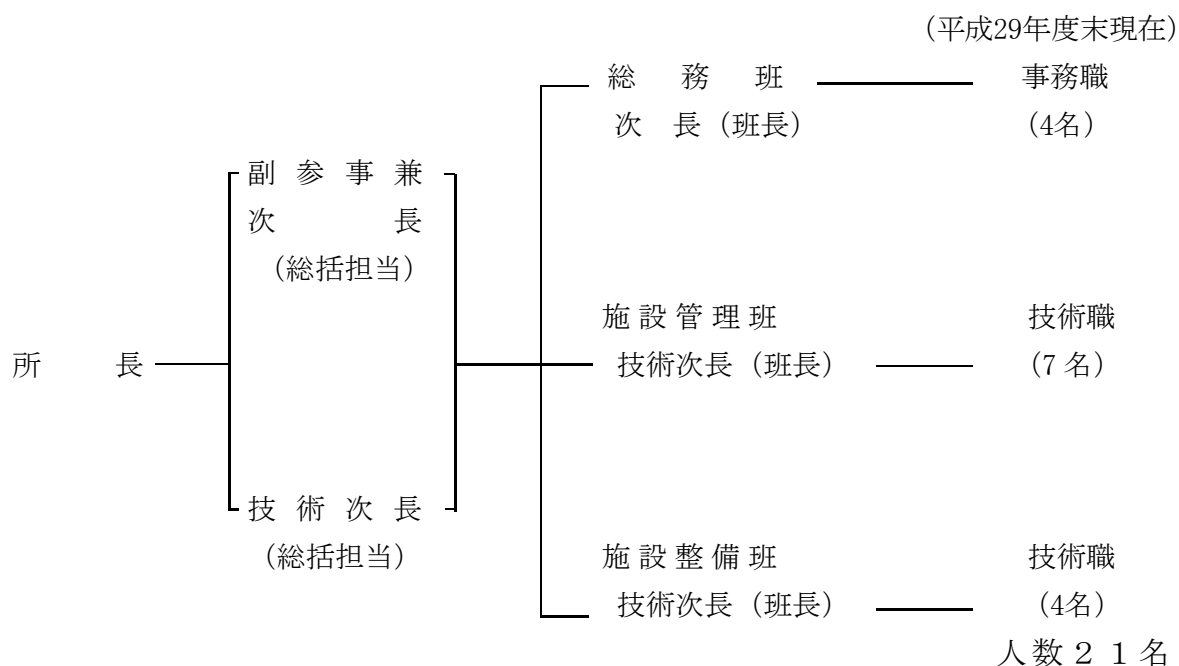 (平成29年度末現在)
総務班 事務職
次長(班長) (4名)
副参事兼
次長
(総括担当)
施設管理班 技術職
所長 技術次長(班長) (7名)
技術次長
(総括担当) 施設整備班 技術職
技術次長(班長) (4名)
人数21名